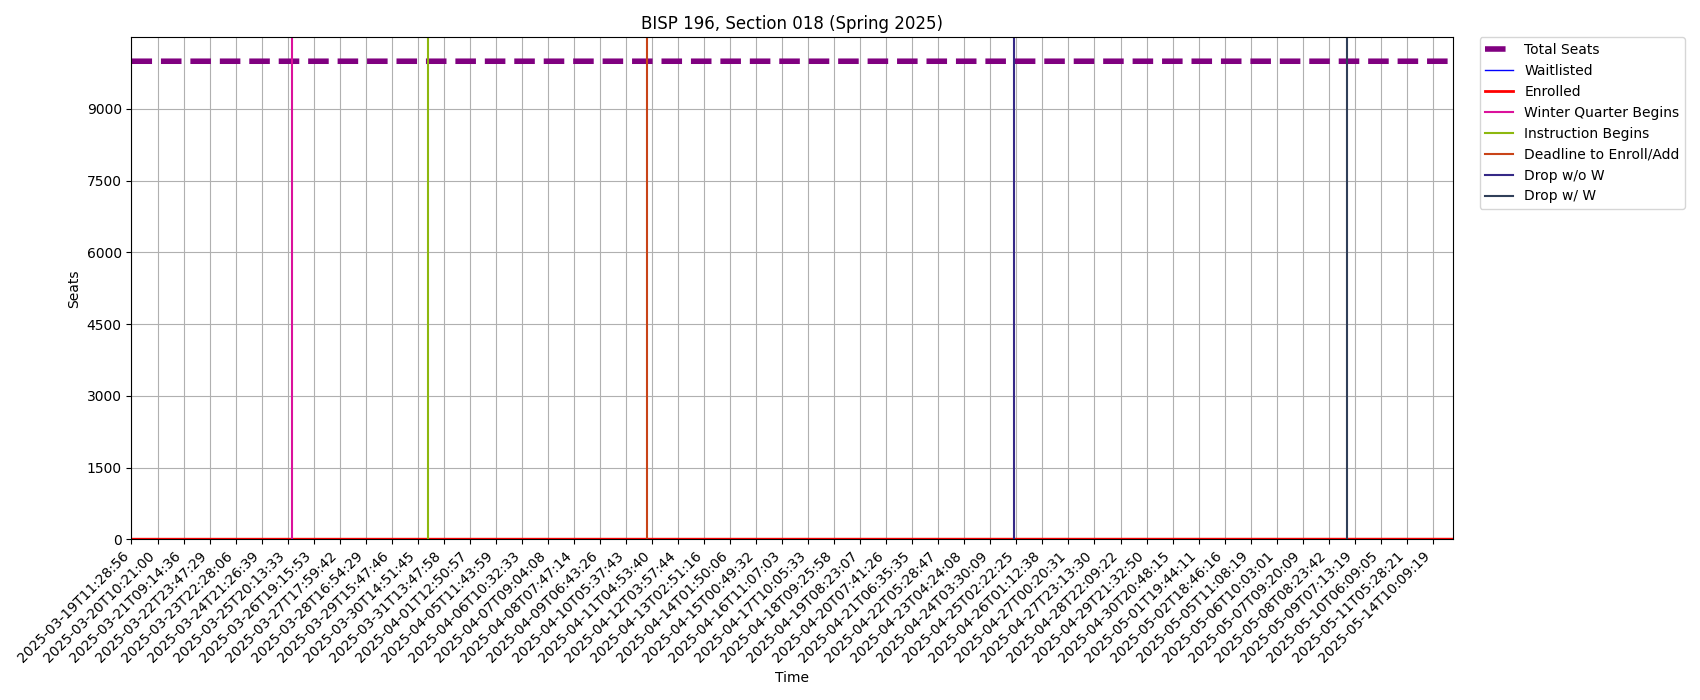 BISP 196, Section 018 (Spring 2025)
Total Seats
Waitlisted
Enrolled
Winter Quarter Begins
Instruction Begins
Deadline to Enroll/Add
Drop w/o W
Drop w/ W
9000
7500
6000
4500
3000
1500
0
Seats
2025-03-19T11:28:56
2025-03-20T10:21:00
2025-03-21T09:14:36
2025-03-22T23:47:29
2025-03-23T22:28:06
2025-03-24T21:26:39
2025-03-25T20:13:33
2025-03-26T19:15:53
2025-03-27T17:59:42
2025-03-28T16:54:29
2025-03-29T15:47:46
2025-03-30T14:51:45
2025-03-31T13:47:58
2025-04-01T12:50:57
2025-04-05T11:43:59
2025-04-06T10:32:33
2025-04-07T09:04:08
2025-04-08T07:47:14
2025-04-09T06:43:26
2025-04-10T05:37:43
2025-04-11T04:53:40
2025-04-12T03:57:44
2025-04-13T02:51:16
2025-04-14T01:50:06
2025-04-15T00:49:32
2025-04-16T11:07:03
2025-04-17T10:05:33
2025-04-18T09:25:58
2025-04-19T08:23:07
2025-04-20T07:41:26
2025-04-21T06:35:35
2025-04-22T05:28:47
2025-04-23T04:24:08
2025-04-24T03:30:09
2025-04-25T02:22:25
2025-04-26T01:12:38
2025-04-27T00:20:31
2025-04-27T23:13:30
2025-04-28T22:09:22
2025-04-29T21:32:50
2025-04-30T20:48:15
2025-05-01T19:44:11
2025-05-02T18:46:16
2025-05-05T11:08:19
2025-05-06T10:03:01
2025-05-07T09:20:09
2025-05-08T08:23:42
2025-05-09T07:13:19
2025-05-10T06:09:05
2025-05-11T05:28:21
2025-05-14T10:09:19
Time